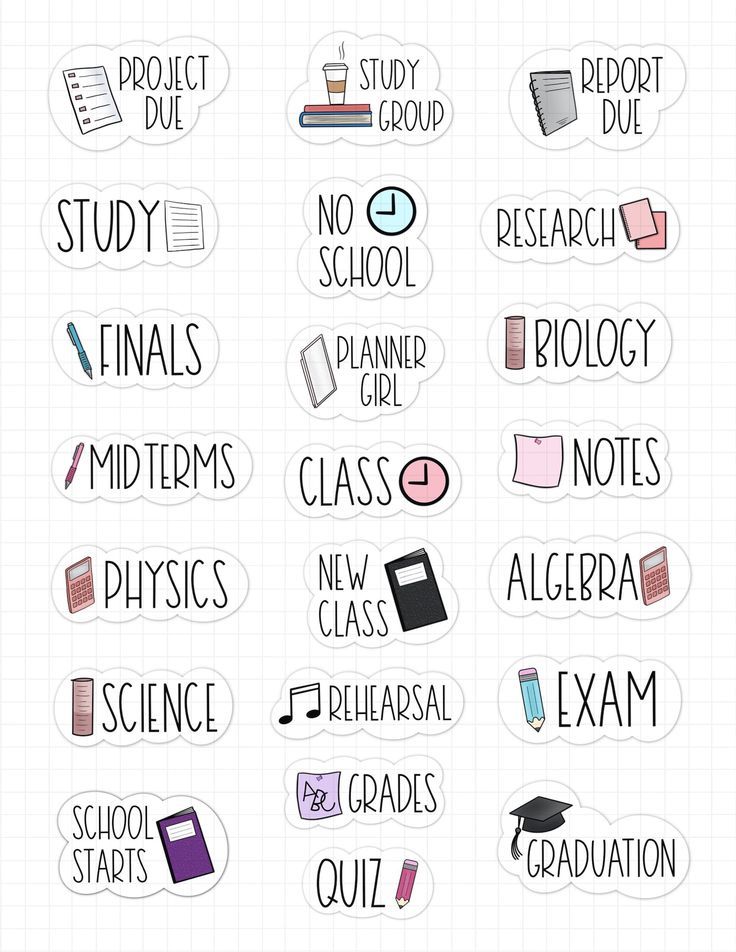 PROJECT
DUE
STUDY
GROUP
REPORT
DUE
STUDY
NO
SCHOOL
RESEARCH
FINALS
PLANNER
GIRL
BIOLOGY
MIDTERMS
CLASS
NOTES
PHYSICS
NEW
CLASS
ALGEBRA
SCIENCE
REHEARSAL
EXAM
SCHOOL
STARTS
ABC
GRADES
QUIZ
GRADUATION